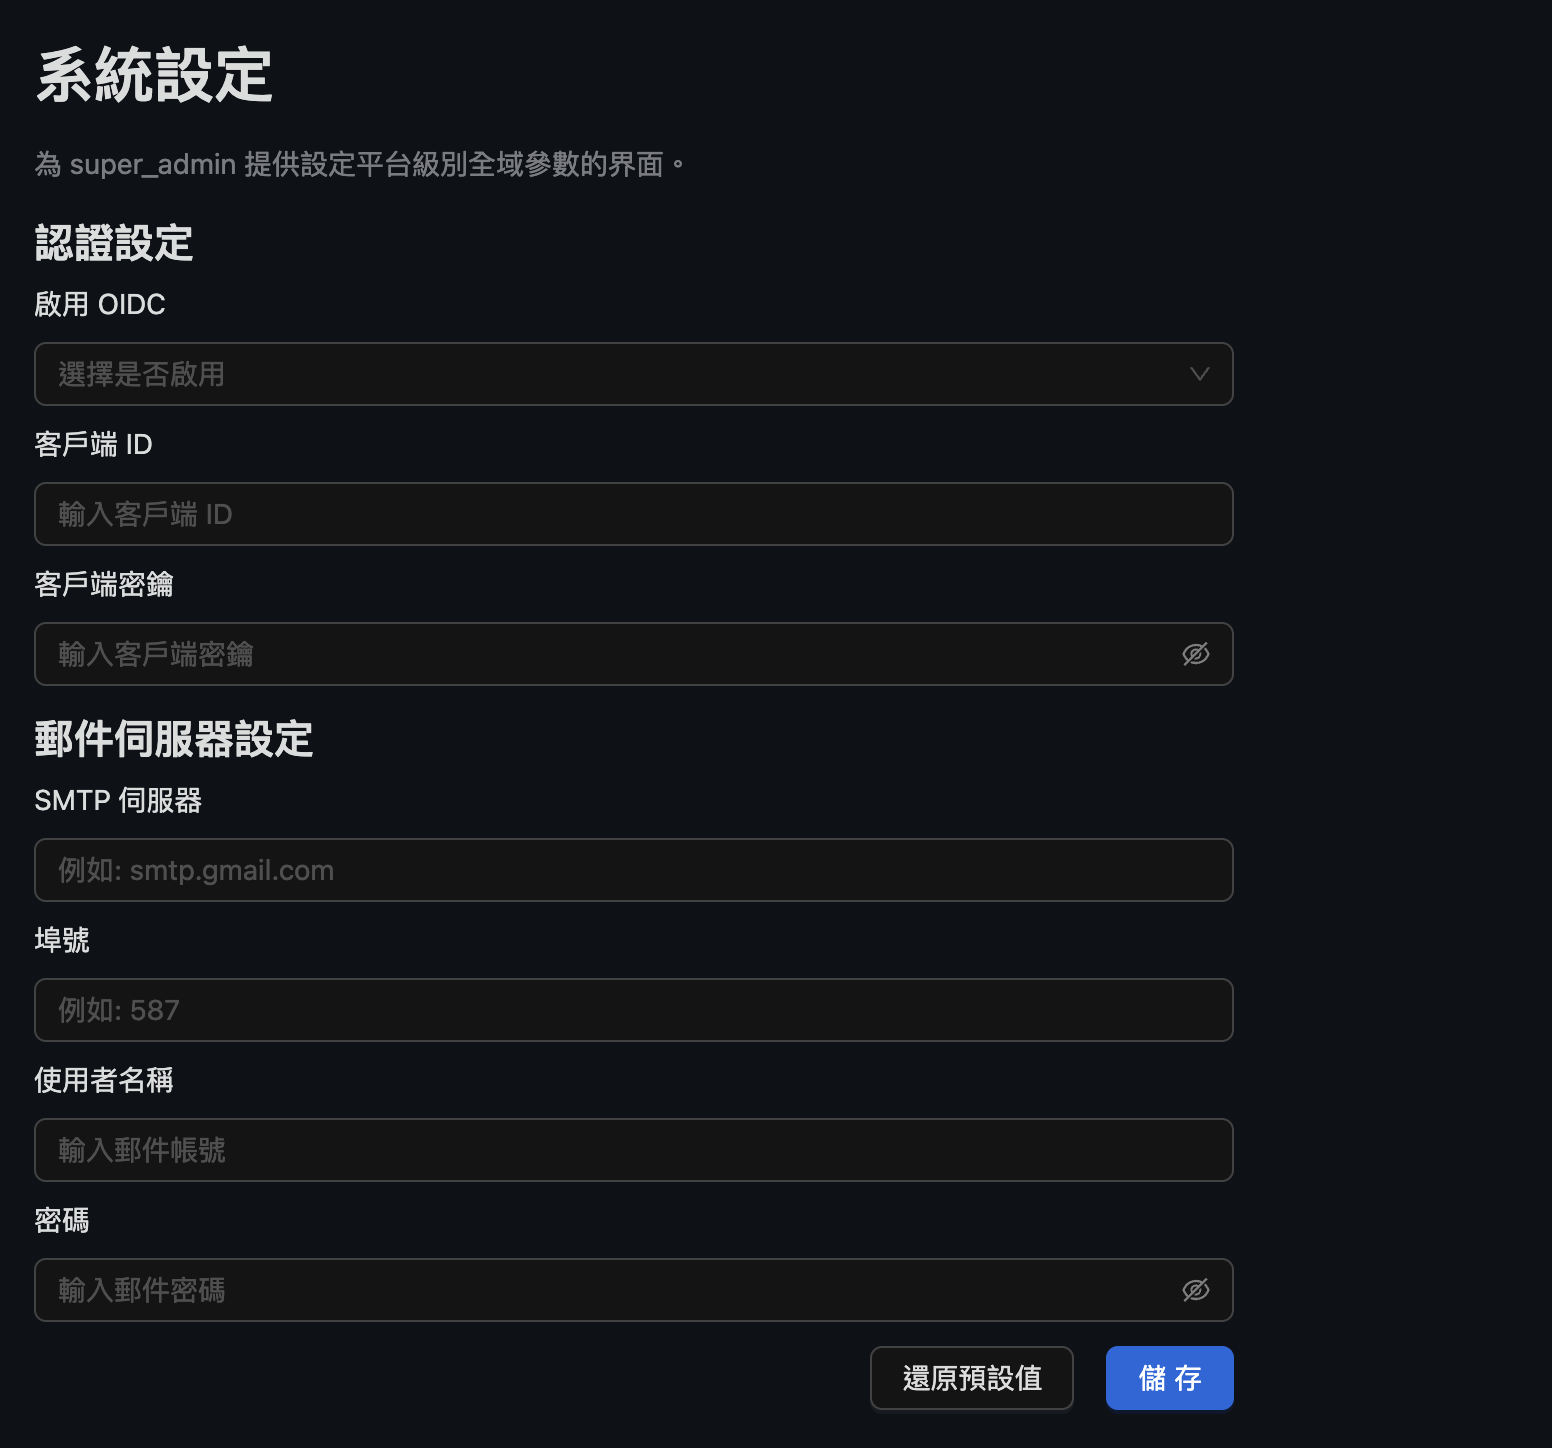 系統設定
為 super_admin 提供設定平台級別全域參數的界面。
認證設定
啟用 OIDC
選擇是否啟用
客戶端 ID
輸入客戶端 ID
客戶端密鑰
輸入客戶端密鑰
郵件伺服器設定
SMTP 伺服器
例如: smtp.gmail.com
埠號
例如: 587
使用者名稱
輸入郵件帳號
密碼
輸入郵件密碼
還原預設值
儲 存